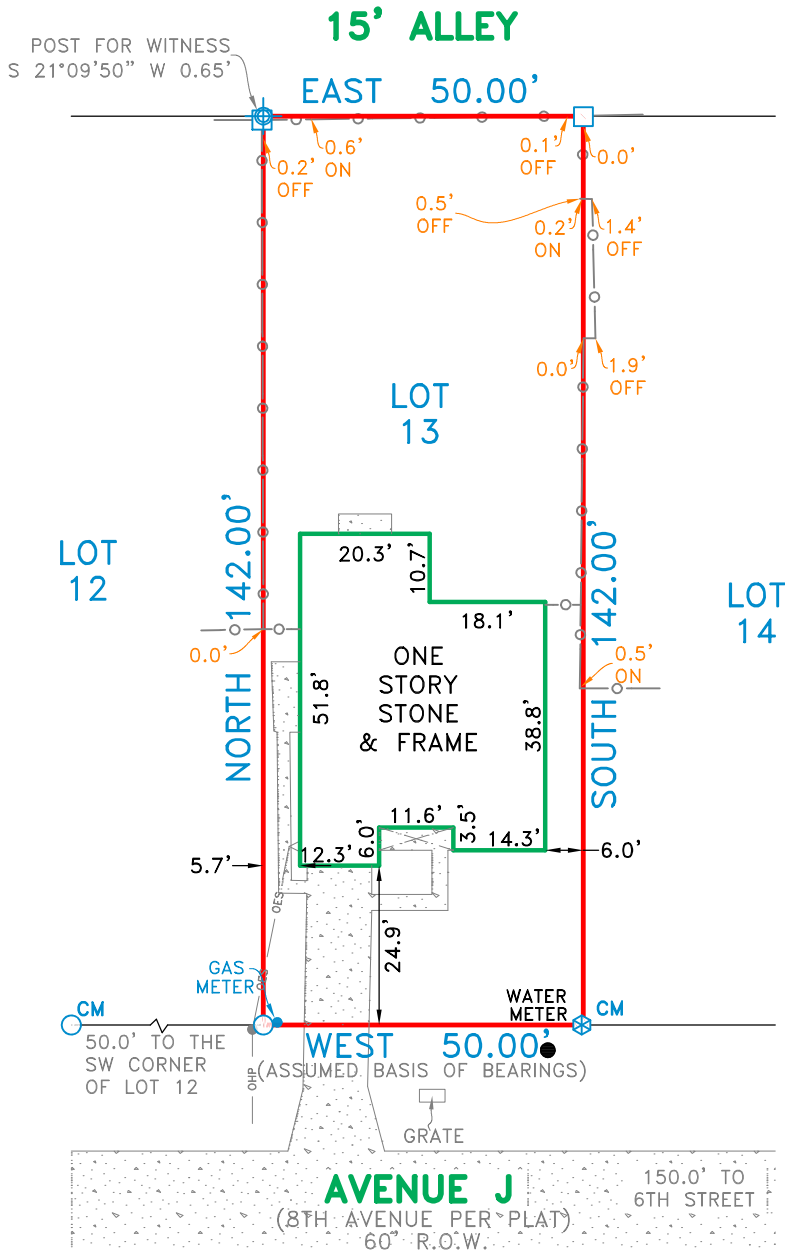 15' ALLEY
POST FOR WITNESS
S 21°09'50" W 0.65'
EAST 50.00'
0.2'
OFF
0.6'
ON
0.1'
OFF
0.0'
0.5'
OFF
0.2'
ON
1.4'
OFF
0.0'
1.9'
OFF
LOT
13
LOT
12
NORTH 142.00'
SOUTH 142.00'
LOT
14
20.3'
10.7'
18.1'
0.0'
0.5'
ON
ONE
STORY
STONE
& FRAME
51.8'
38.8'
11.6'
3.5'
6.0'
12.3'
14.3'
5.7'
6.0'
OES
24.9'
GAS
METER
OES
WATER
METER
CM
CM
WEST 50.00'
(ASSUMED BASIS OF BEARINGS)
50.0' TO THE
SW CORNER
OF LOT 12
OHP
GRATE
AVENUE J
(8TH AVENUE PER PLAT)
60' R.O.W.
150.0' TO
6TH STREET